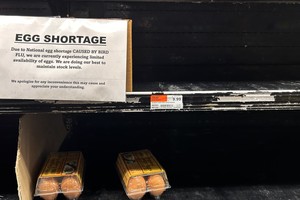 EGG SHORTAGE
Due to National egg shortage CAUSED BY BIRD
FLU, we are currently experiencing limited
availability of eggs. We are doing our best to
maintain stock levels.
We apologize for any inconvenience this may cause and
appreciate your understanding.